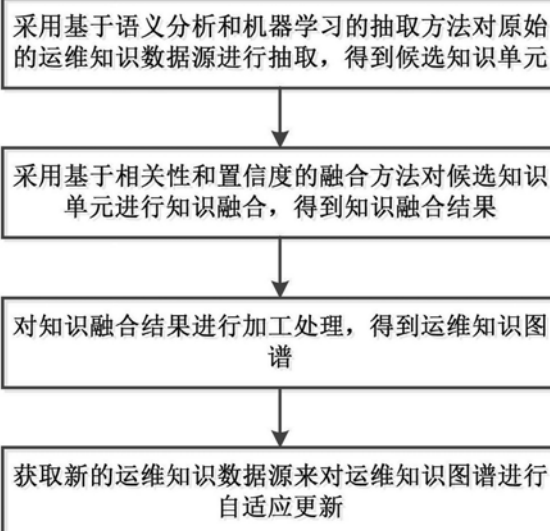 采用基于语义分析和机器学习的抽取方法对原始
的运维知识数据源进行抽取，得到候选知识单元
采用基于相关性和置信度的融合方法对候选知识
单元进行知识融合，得到知识融合结果
对知识融合结果进行加工处理，得到运维知识图
谱
获取新的运维知识数据源来对运维知识图谱进行
自适应更新